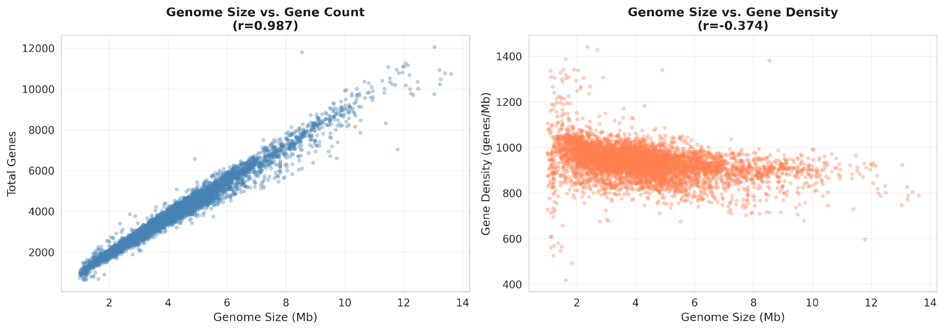 Genome Size vs. Gene Count
(r=0.987)
Total Genes
12000
10000
8000
6000
4000
2000
2 4 6 8 10 12 14
Genome Size (Mb)
Genome Size vs. Gene Density
(r=-0.374)
Gene Density (genes/Mb)
1400
1200
1000
800
600
400
2 4 6 8 10 12 14
Genome Size (Mb)